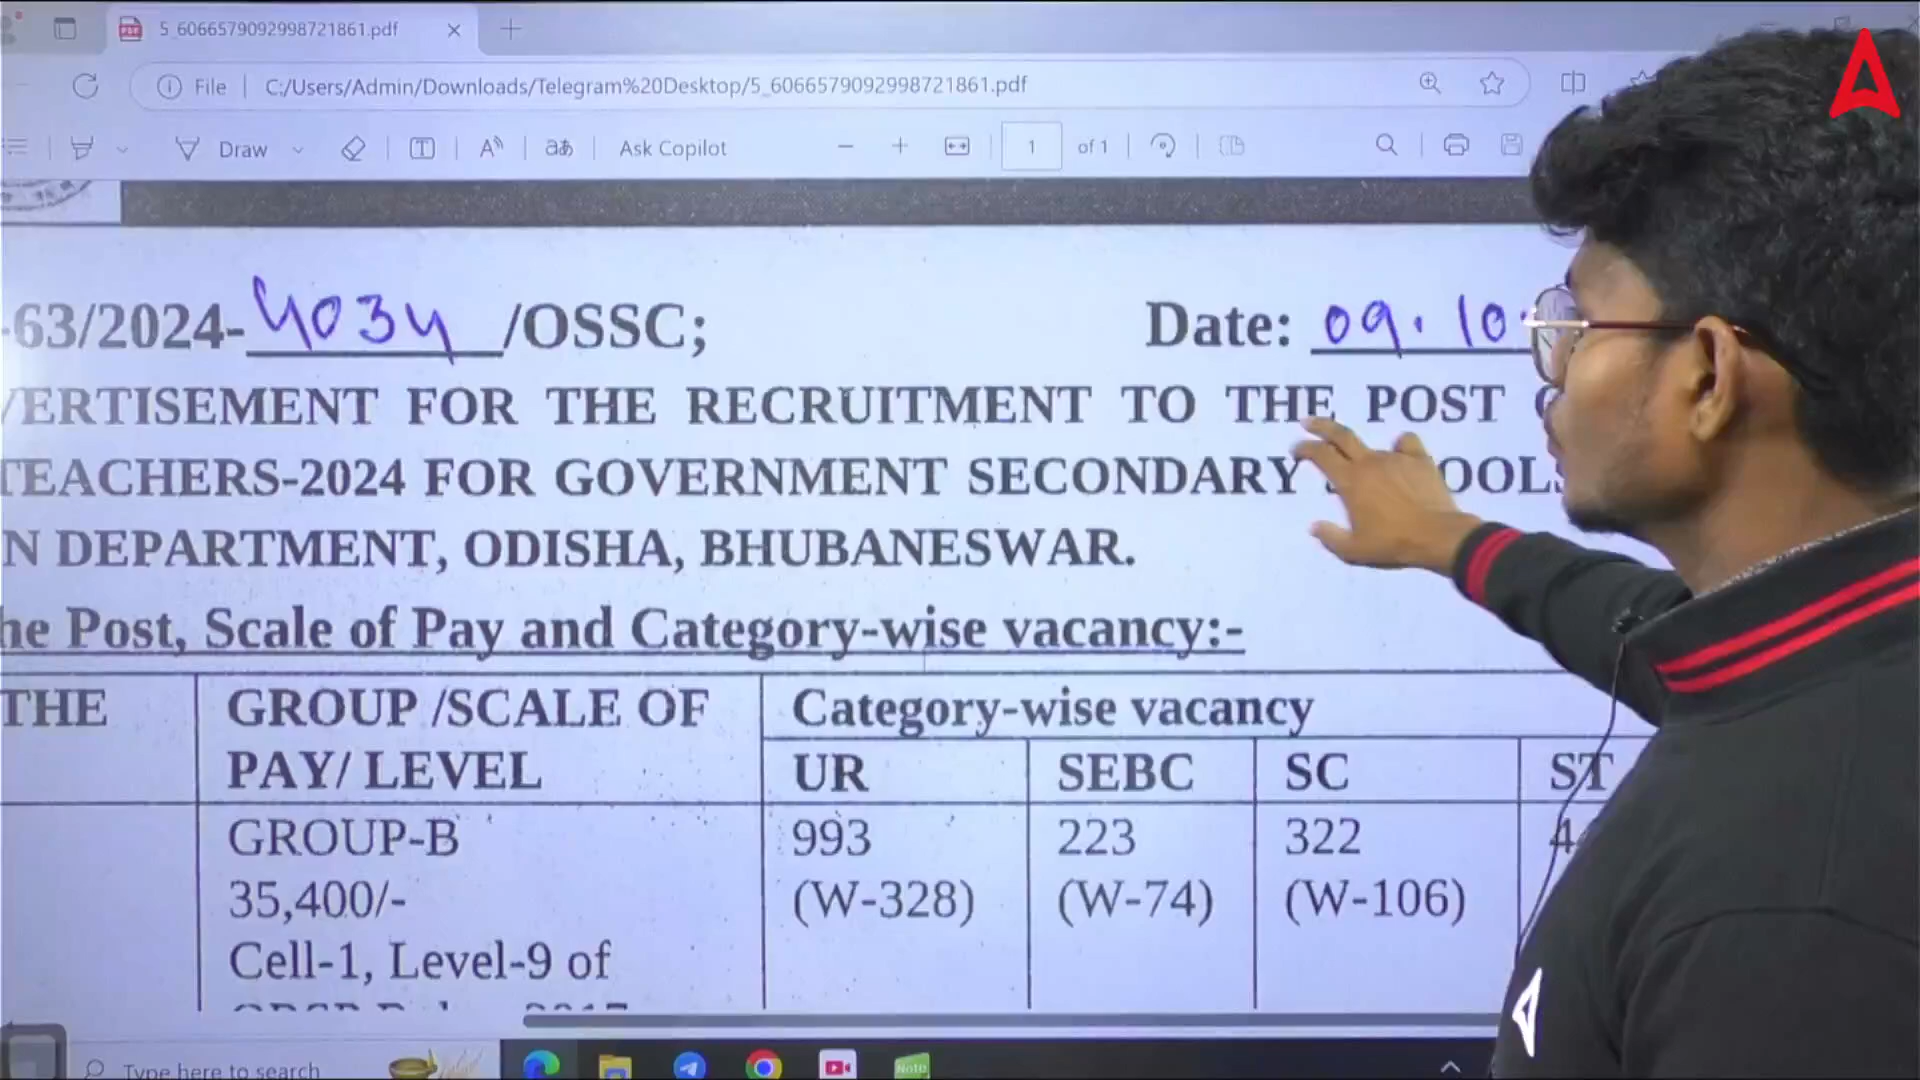 5_6066579092998721861.pdf
File C:/Users/Admin/Downloads/Telegram%20Desktop/5_6066579092998721861.pdf
Draw aあ Ask Copilot 1 of 1
-63/2024-4034/OSSC; Date: 09.10.
VERTISEMENT FOR THE RECRUITMENT TO THE POST
TEACHERS-2024 FOR GOVERNMENT SECONDARY
N DEPARTMENT, ODISHA, BHUBANESWAR.
he Post, Scale of Pay and Category-wise vacancy:-
THE GROUP /SCALE OF PAY/ LEVEL
Category-wise vacancy
UR SEBC SC ST
GROUP-B 993 223 322
35,400/- (W-328) (W-74) (W-106)
Cell-1, Level-9 of
Type here to search
Note